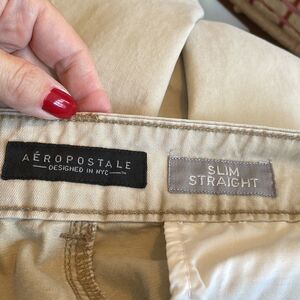 AÉROPOSTALE
DESIGNED IN NYC
SLIM
STRAIGHT